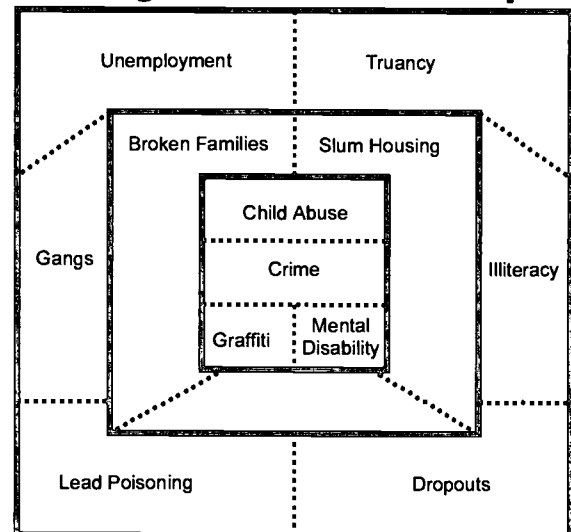 Unemployment
Truancy
Broken Families
Slum Housing
Child Abuse
Gangs
Crime
Illiteracy
Graffiti
Mental
Disability
Lead Poisoning
Dropouts